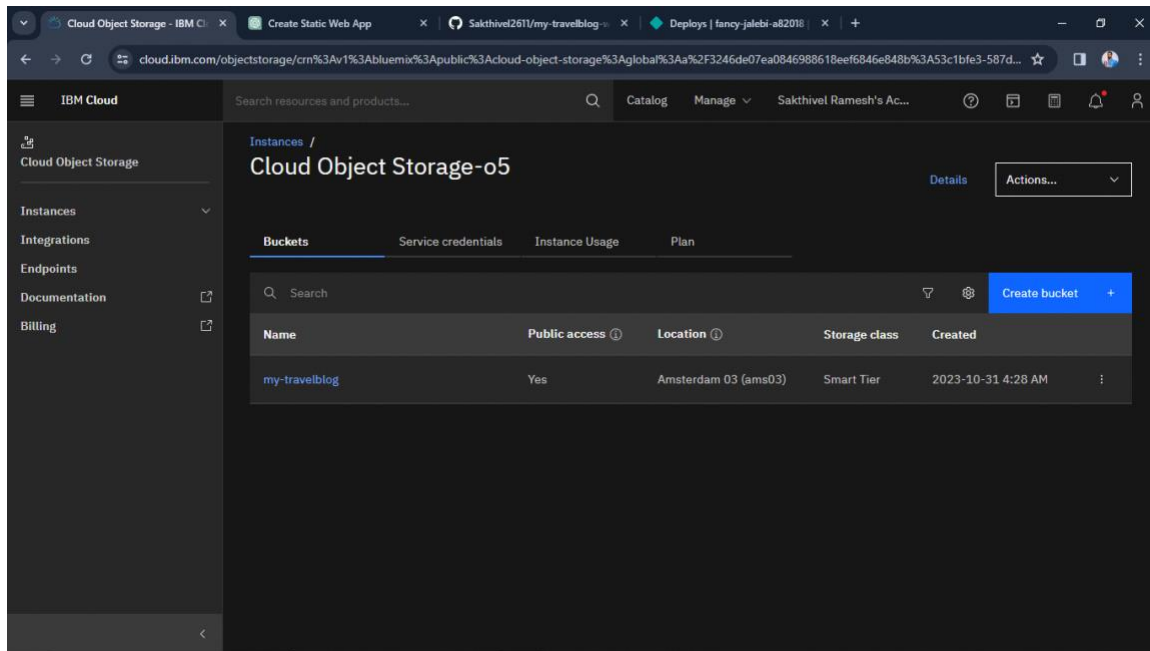 Cloud Object Storage - IBM Cl
Create Static Web App
Sakthivel2611/my-travelblog-w
Deploys | fancy-jalebi-a82018 |
cloud.ibm.com/objectstorage/crn%3Av1%3Abluemix%3Apublic%3Acloud-object-storage%3Aglobal%3Aa%2F3246de07ea0846988618eef6846e848b%3A53c1bfe3-587d...
IBM Cloud
Search resources and products...
Catalog
Manage
Sakthivel Ramesh's Ac...
Cloud Object Storage
Instances
Integrations
Endpoints
Documentation
Billing
Instances /
Cloud Object Storage-o5
Details
Actions...
Buckets Service credentials Instance Usage Plan
Search
Create bucket +
Name Public access Location Storage class Created
my-travelblog Yes Amsterdam 03 (ams03) Smart Tier 2023-10-31 4:28 AM